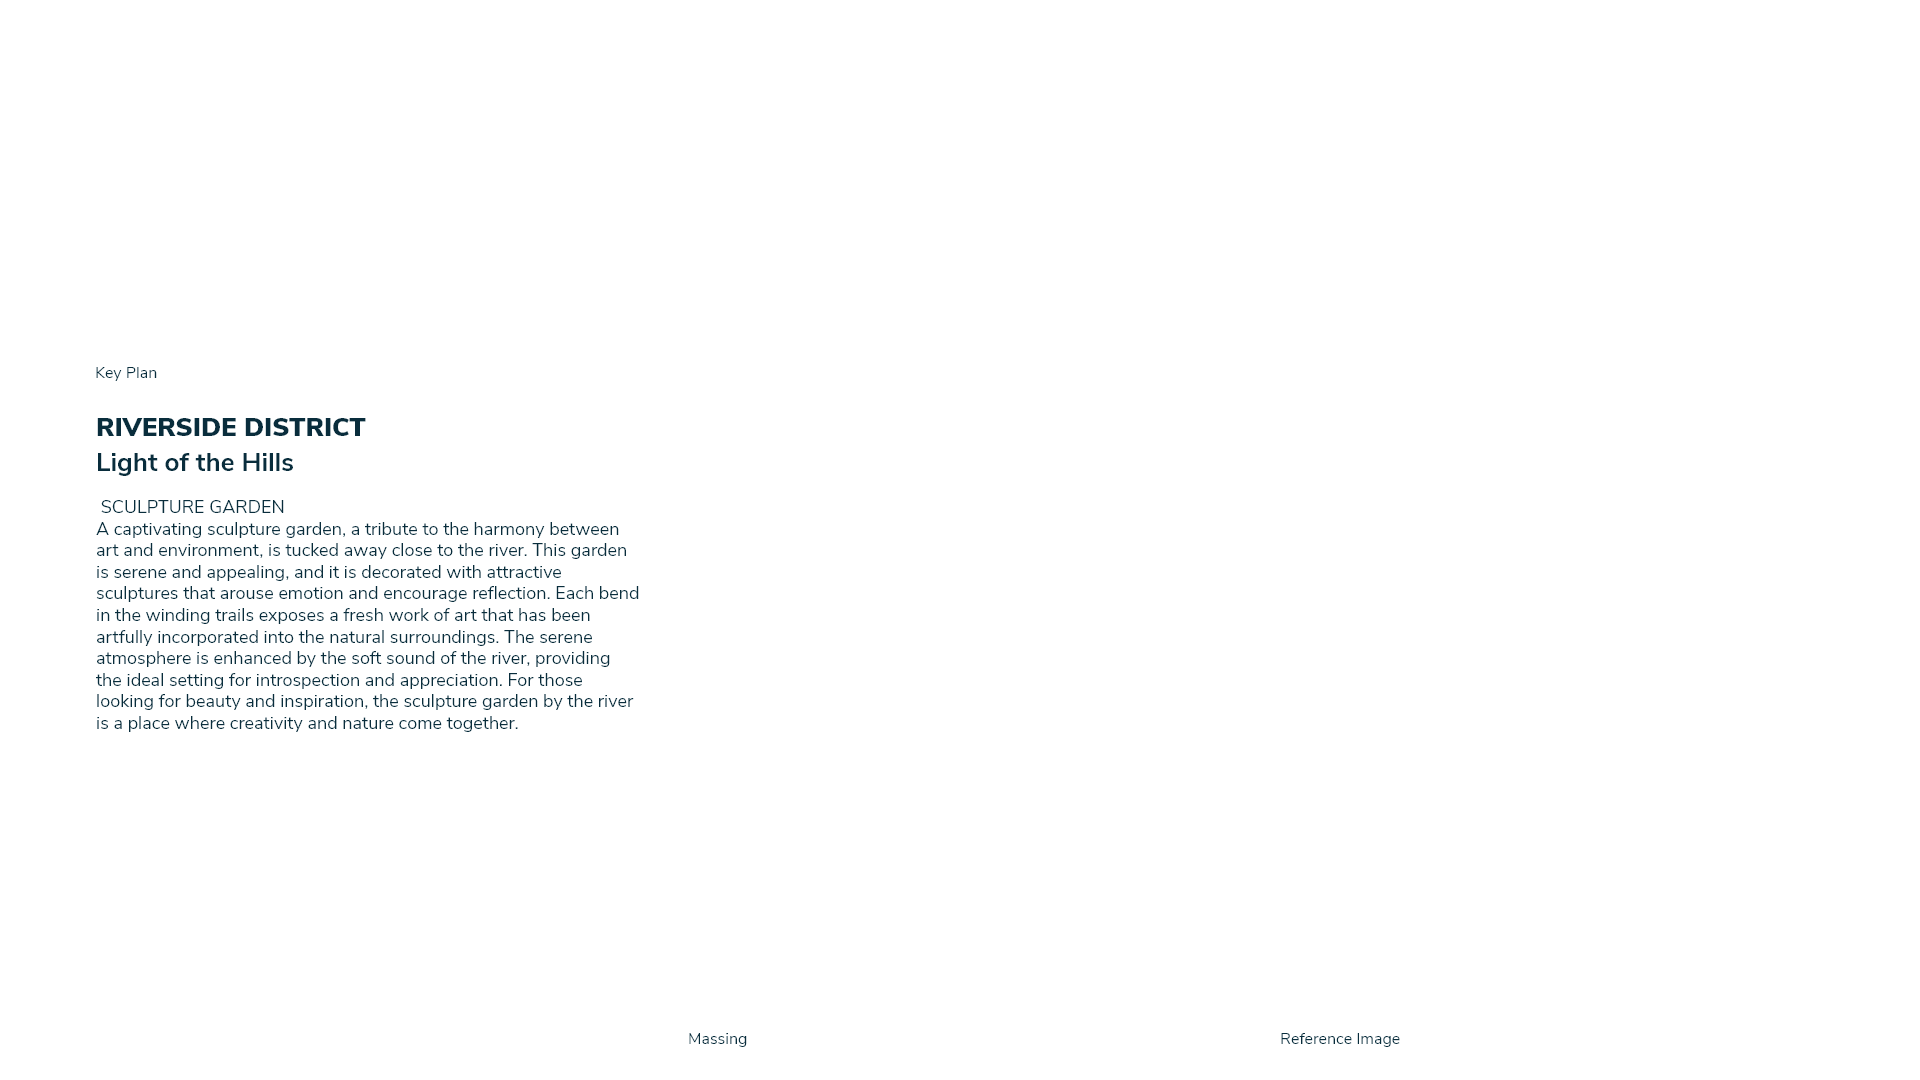 Key Plan
RIVERSIDE DISTRICT
Light of the Hills
SCULPTURE GARDEN
A captivating sculpture garden, a tribute to the harmony between
art and environment, is tucked away close to the river. This garden
is serene and appealing, and it is decorated with attractive
sculptures that arouse emotion and encourage reflection. Each bend
in the winding trails exposes a fresh work of art that has been
artfully incorporated into the natural surroundings. The serene
atmosphere is enhanced by the soft sound of the river, providing
the ideal setting for introspection and appreciation. For those
looking for beauty and inspiration, the sculpture garden by the river
is a place where creativity and nature come together.
Massing
Reference Image